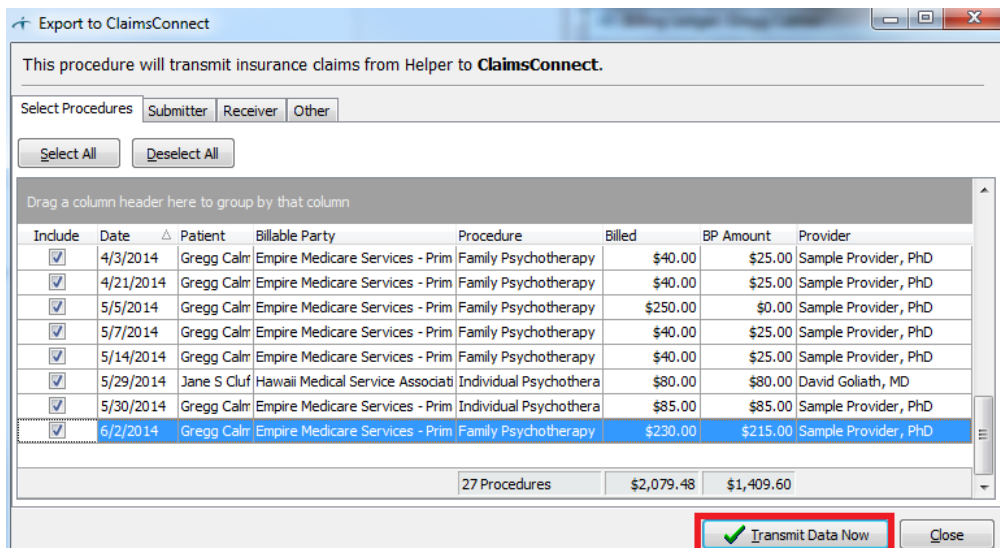 Export to ClaimsConnect
This procedure will transmit insurance claims from Helper to ClaimsConnect.
Select Procedures Submitter Receiver Other
Select All Deselect All
Drag a column header here to group by that column
Include Date Patient Billable Party Procedure Billed BP Amount Provider
4/3/2014 Gregg Calm Empire Medicare Services - Prim Family Psychotherapy $40.00 $25.00 Sample Provider, PhD
4/21/2014 Gregg Calm Empire Medicare Services - Prim Family Psychotherapy $40.00 $25.00 Sample Provider, PhD
5/5/2014 Gregg Calm Empire Medicare Services - Prim Family Psychotherapy $250.00 $0.00 Sample Provider, PhD
5/7/2014 Gregg Calm Empire Medicare Services - Prim Family Psychotherapy $40.00 $25.00 Sample Provider, PhD
5/14/2014 Gregg Calm Empire Medicare Services - Prim Family Psychotherapy $40.00 $25.00 Sample Provider, PhD
5/29/2014 Jane S Cluf Hawaii Medical Service Associati Individual Psychothera $80.00 $80.00 David Goliath, MD
5/30/2014 Gregg Calm Empire Medicare Services - Prim Individual Psychothera $85.00 $85.00 Sample Provider, PhD
6/2/2014 Gregg Calm Empire Medicare Services - Prim Family Psychotherapy $230.00 $215.00 Sample Provider, PhD
27 Procedures $2,079.48 $1,409.60
Transmit Data Now Close